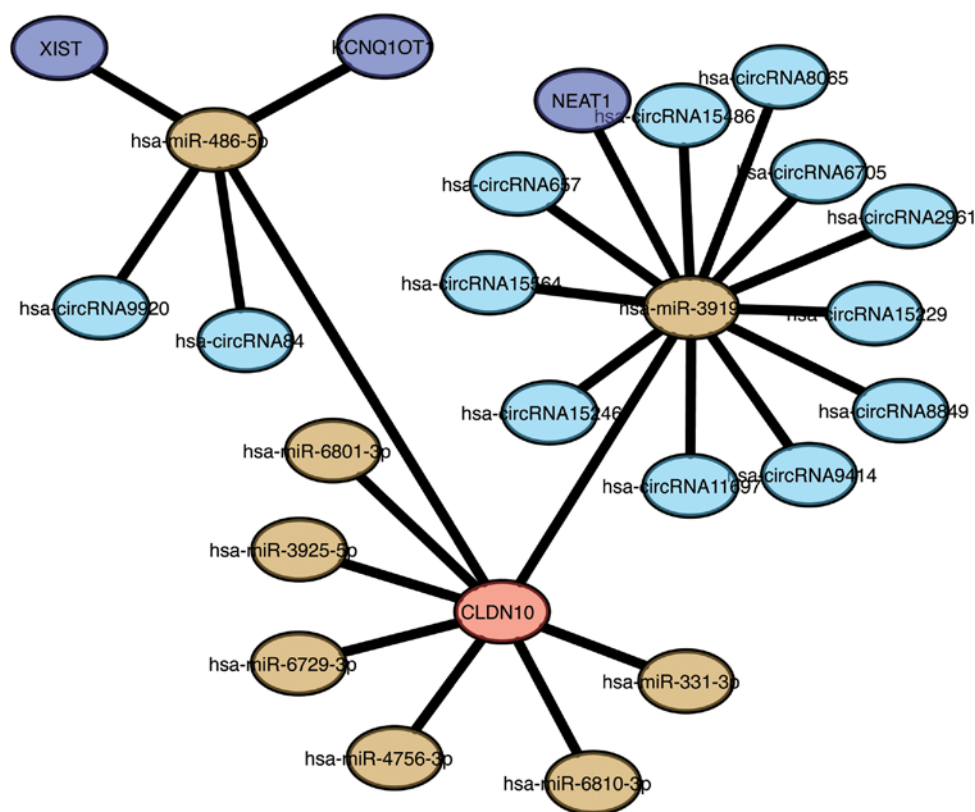 XIST
KCNQ1OT1
hsa-miR-486-5p
hsa-circRNA9920
hsa-circRNA84
NEAT1
hsa-circRNA8065
hsa-circRNA15486
hsa-circRNA6705
hsa-circRNA657
hsa-circRNA2961
hsa-circRNA15564
hsa-miR-3919
hsa-circRNA15229
hsa-circRNA15246
hsa-circRNA8849
hsa-circRNA11697
hsa-circRNA9414
hsa-miR-6801-3p
hsa-miR-3925-5p
CLDN10
hsa-miR-6729-3p
hsa-miR-331-3p
hsa-miR-4756-3p
hsa-miR-6810-3p